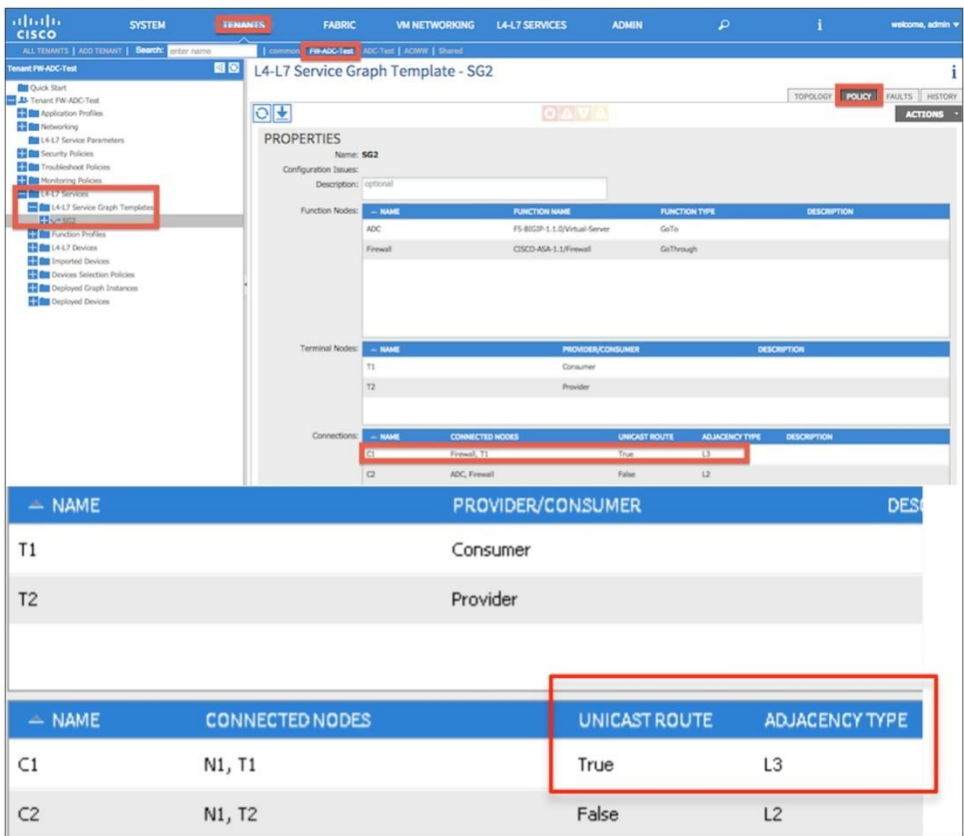 CISCO
SYSTEM
TENANTS
FABRIC
VM NETWORKING
L4-L7 SERVICES
ADMIN
i
welcome, admin
ALL TENANTS | ADD TENANT | Search: enter name | common | FW-ADC-Test | ADC-Test | ACIWW | Shared
Tenant FW-ADC-Test
Quick Start
Tenant FW-ADC-Test
Application Profiles
Networking
L4-L7 Service Parameters
Security Policies
Troubleshoot Policies
Monitoring Policies
L4-L7 Services
L4-L7 Service Graph Templates
SG2
Function Profiles
L4-L7 Devices
Imported Devices
Devices Selection Policies
Deployed Graph Instances
Deployed Devices
L4-L7 Service Graph Template - SG2
i
TOPOLOGY POLICY FAULTS HISTORY
ACTIONS
PROPERTIES
Name: SG2
Configuration Issues:
Description: optional
Function Nodes:
NAME FUNCTION NAME FUNCTION TYPE DESCRIPTION
ADC F5-BIGIP-1.1.0/Virtual-Server GoTo
Firewall CISCO-ASA-1.1/Firewall GoThrough
Terminal Nodes:
NAME PROVIDER/CONSUMER DESCRIPTION
T1 Consumer
T2 Provider
Connections:
NAME CONNECTED NODES UNICAST ROUTE ADJACENCY TYPE DESCRIPTION
C1 Firewall, T1 True L3
C2 ADC, Firewall False L2
NAME PROVIDER/CONSUMER DES
T1 Consumer
T2 Provider
NAME CONNECTED NODES UNICAST ROUTE ADJACENCY TYPE
C1 N1, T1 True L3
C2 N1, T2 False L2